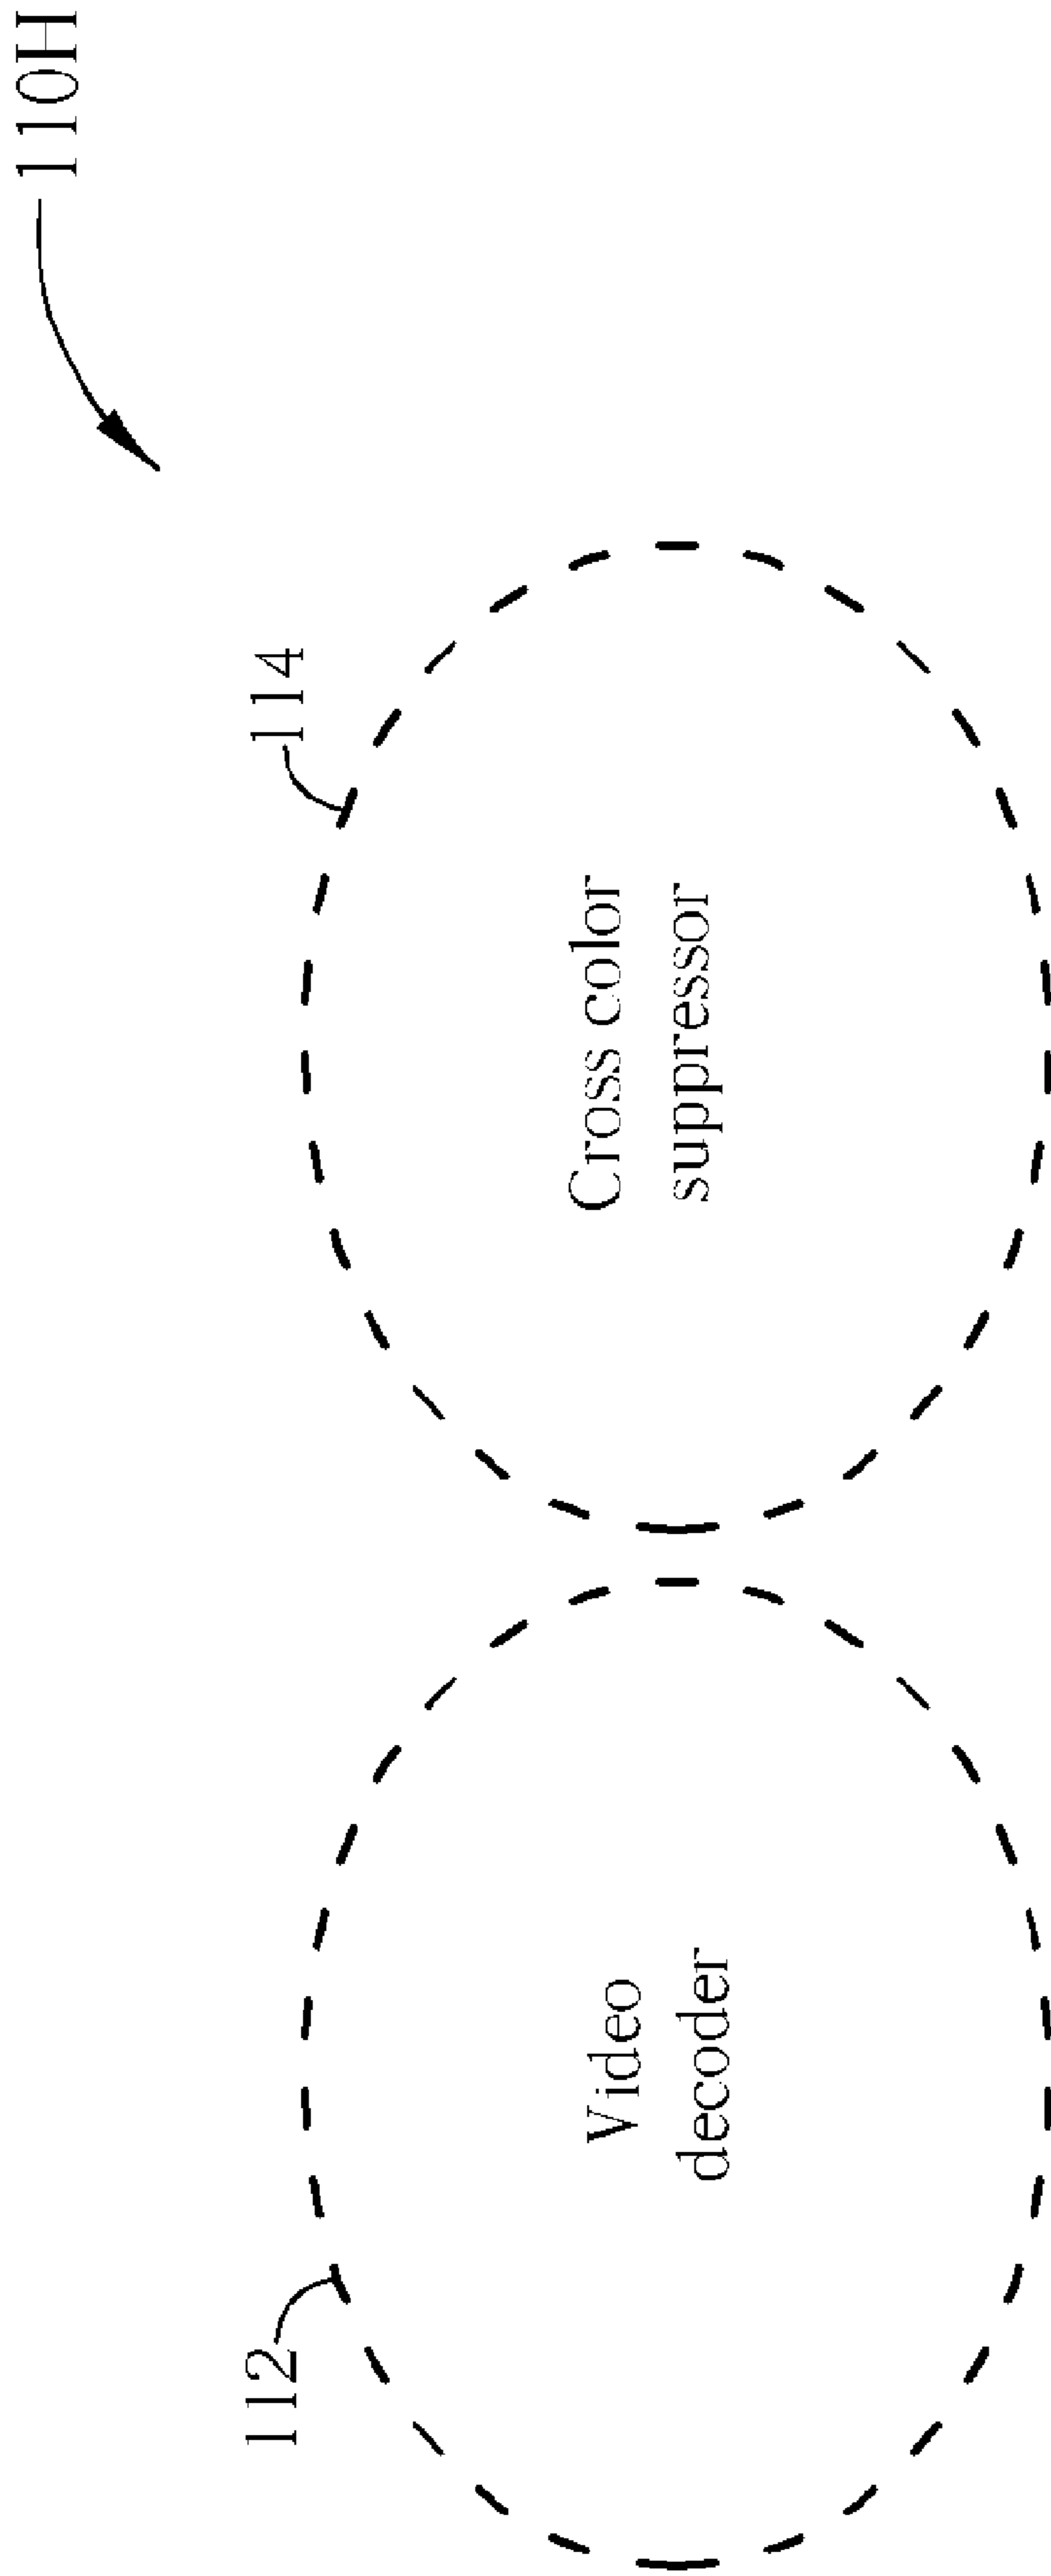 110H
112
114
Video
decoder
Cross color
suppressor